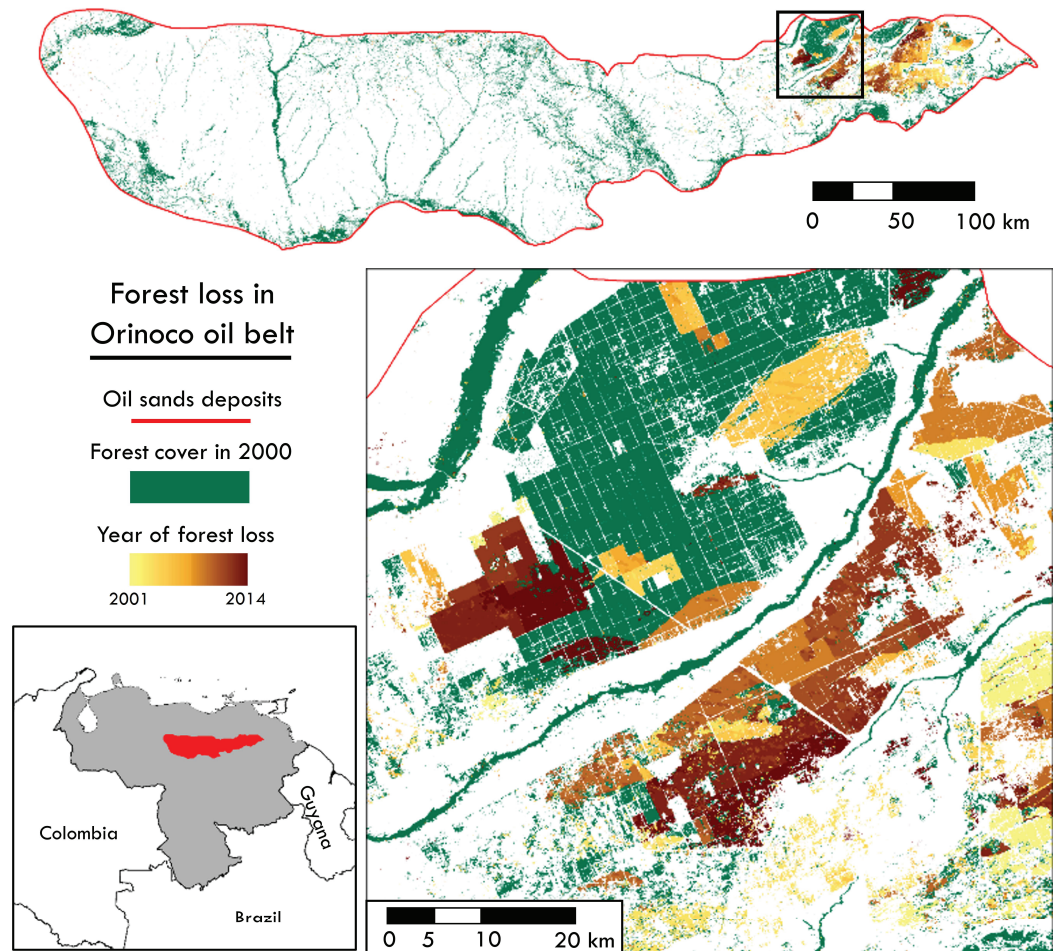 0 50 100 km
Forest loss in
Orinoco oil belt
Oil sands deposits
Forest cover in 2000
Year of forest loss
2001 2014
Colombia
Guyana
Brazil
0 5 10 20 km